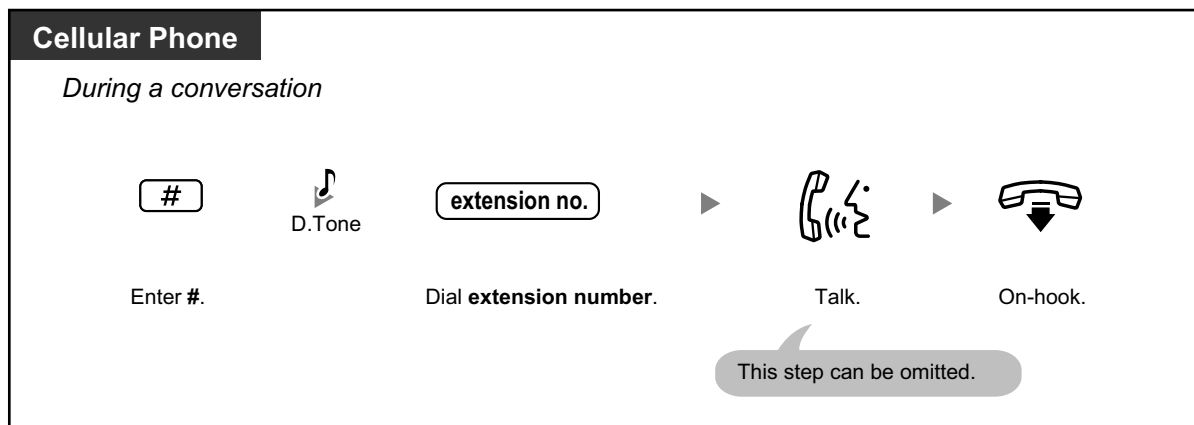 Cellular Phone
During a conversation
#
D.Tone
extension no.
Enter #.
Dial extension number.
Talk.
On-hook.
This step can be omitted.